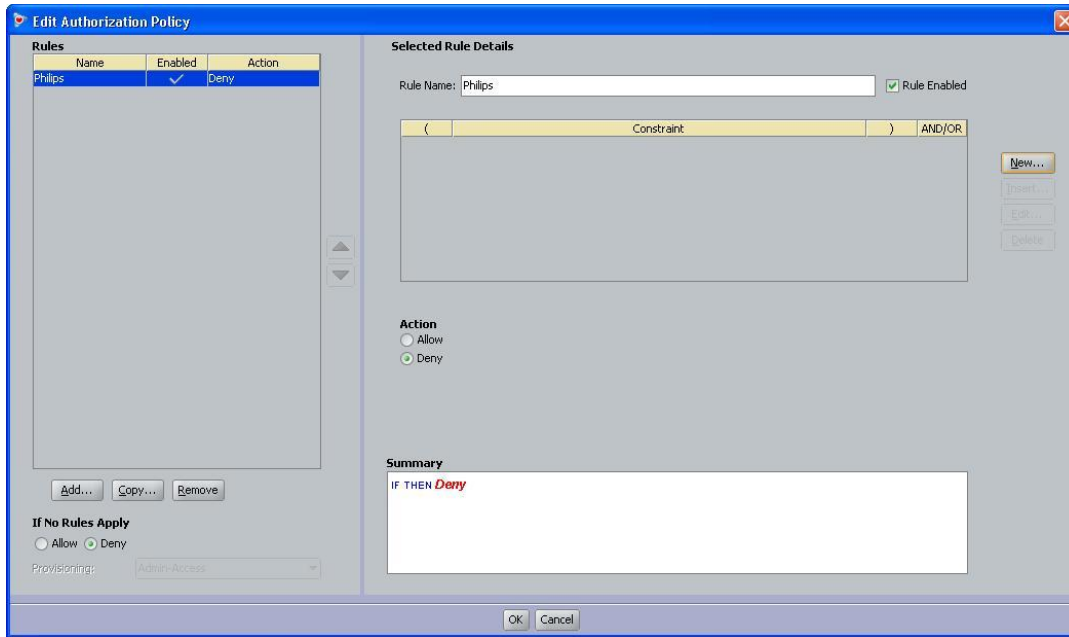 Edit Authorization Policy
Rules
Name Enabled Action
Philips Deny
Add... Copy... Remove
If No Rules Apply
Allow Deny
Provisioning: Admin-Access
Selected Rule Details
Rule Name: Philips Rule Enabled
( Constraint ) AND/OR
New...
Insert...
Edit...
Delete
Action
Allow
Deny
Summary
IF THEN Deny
OK Cancel